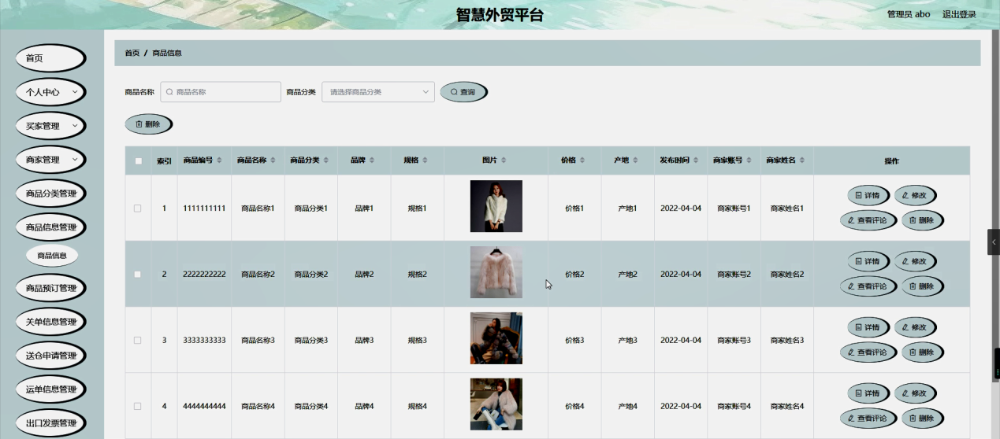 智慧外贸平台
管理员 abo 退出登录
首页
个人中心
买家管理
商家管理
商品分类管理
商品信息管理
商品信息
商品预订管理
关单信息管理
送仓申请管理
运单信息管理
出口发票管理
首页 / 商品信息
商品名称 商品名称 商品分类 请选择商品分类 查询
删除
索引 商品编号 商品名称 商品分类 品牌 规格 图片 价格 产地 发布时间 商家账号 商家姓名 操作
1 1111111111 商品名称1 商品分类1 品牌1 规格1 价格1 产地1 2022-04-04 商家账号1 商家姓名1 详情 修改
查看评论 删除
2 2222222222 商品名称2 商品分类2 品牌2 规格2 价格2 产地2 2022-04-04 商家账号2 商家姓名2 详情 修改
查看评论 删除
3 3333333333 商品名称3 商品分类3 品牌3 规格3 价格3 产地3 2022-04-04 商家账号3 商家姓名3 详情 修改
查看评论 删除
4 4444444444 商品名称4 商品分类4 品牌4 规格4 价格4 产地4 2022-04-04 商家账号4 商家姓名4 详情 修改
查看评论 删除